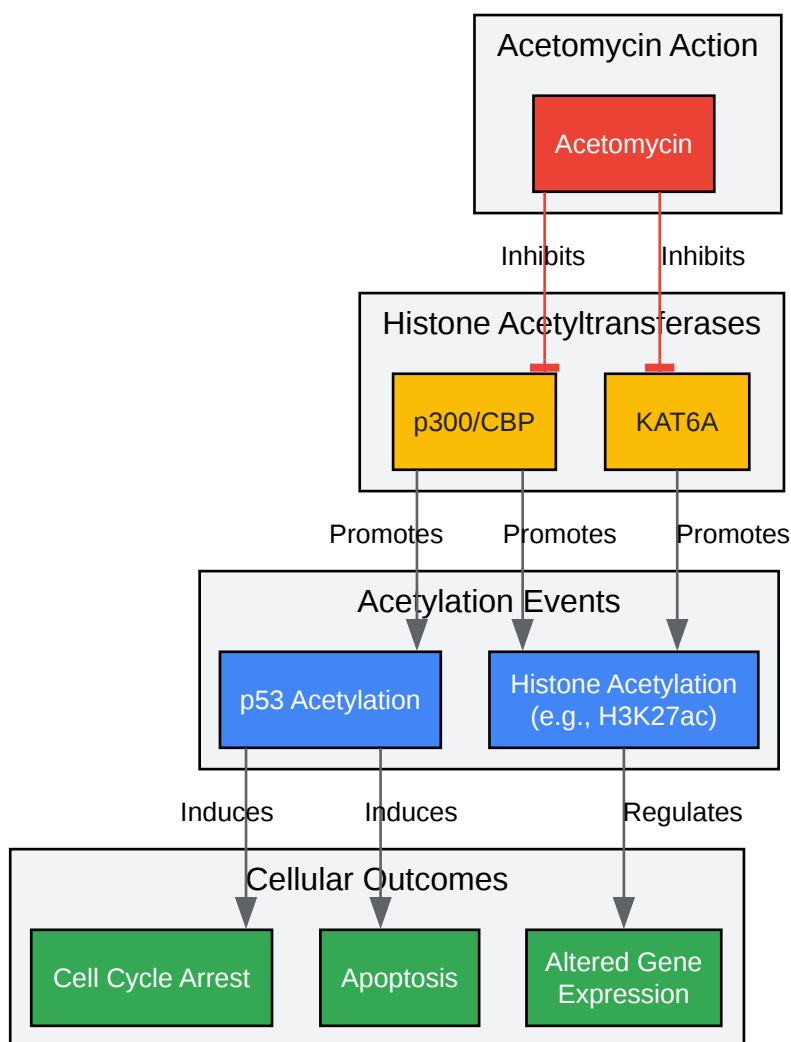 Acetomycin Action
Acetomycin
Inhibits
Inhibits
Histone Acetyltransferases
p300/CBP
KAT6A
Promotes
Promotes
Promotes
Acetylation Events
p53 Acetylation
Histone Acetylation
(e.g., H3K27ac)
Induces
Induces
Regulates
Cellular Outcomes
Cell Cycle Arrest
Apoptosis
Altered Gene
Expression